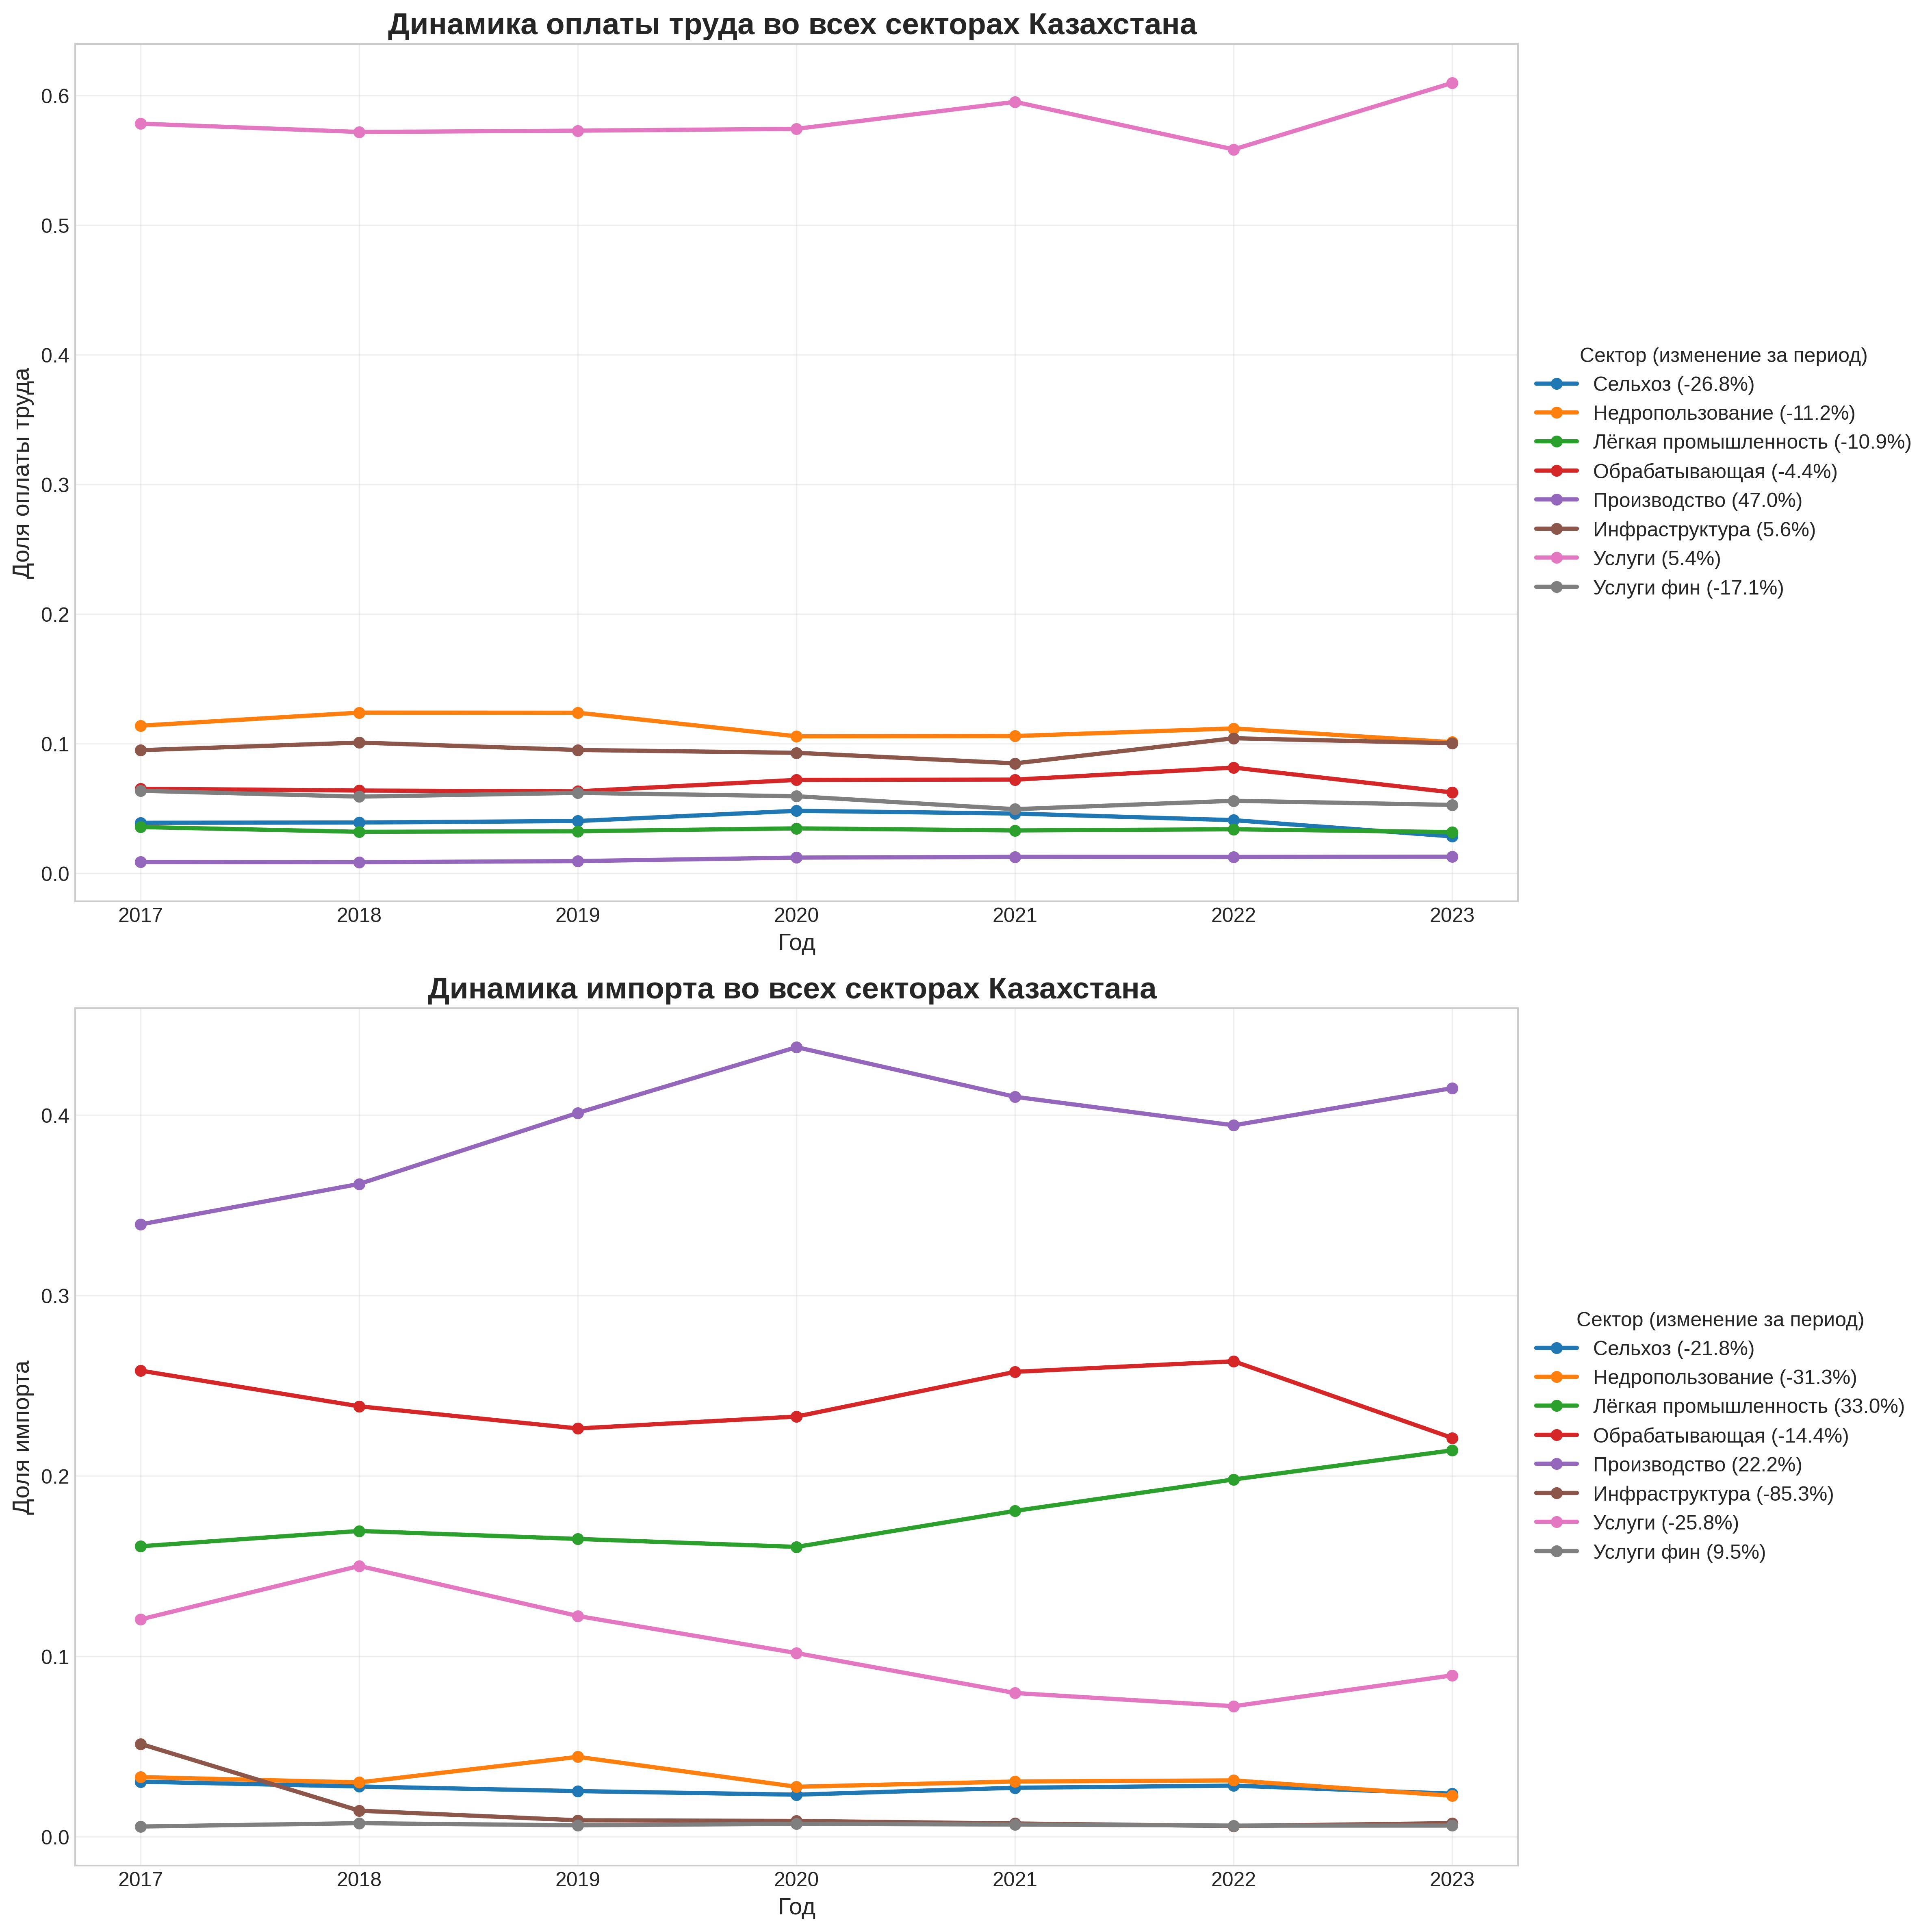 Динамика оплаты труда во всех секторах Казахстана
Доля оплаты труда
0.6
0.5
0.4
0.3
0.2
0.1
0.0
2017 2018 2019 2020 2021 2022 2023
Год
Сектор (изменение за период)
Сельхоз (-26.8%)
Недропользование (-11.2%)
Лёгкая промышленность (-10.9%)
Обрабатывающая (-4.4%)
Производство (47.0%)
Инфраструктура (5.6%)
Услуги (5.4%)
Услуги фин (-17.1%)
Динамика импорта во всех секторах Казахстана
Доля импорта
0.4
0.3
0.2
0.1
0.0
2017 2018 2019 2020 2021 2022 2023
Год
Сектор (изменение за период)
Сельхоз (-21.8%)
Недропользование (-31.3%)
Лёгкая промышленность (33.0%)
Обрабатывающая (-14.4%)
Производство (22.2%)
Инфраструктура (-85.3%)
Услуги (-25.8%)
Услуги фин (9.5%)